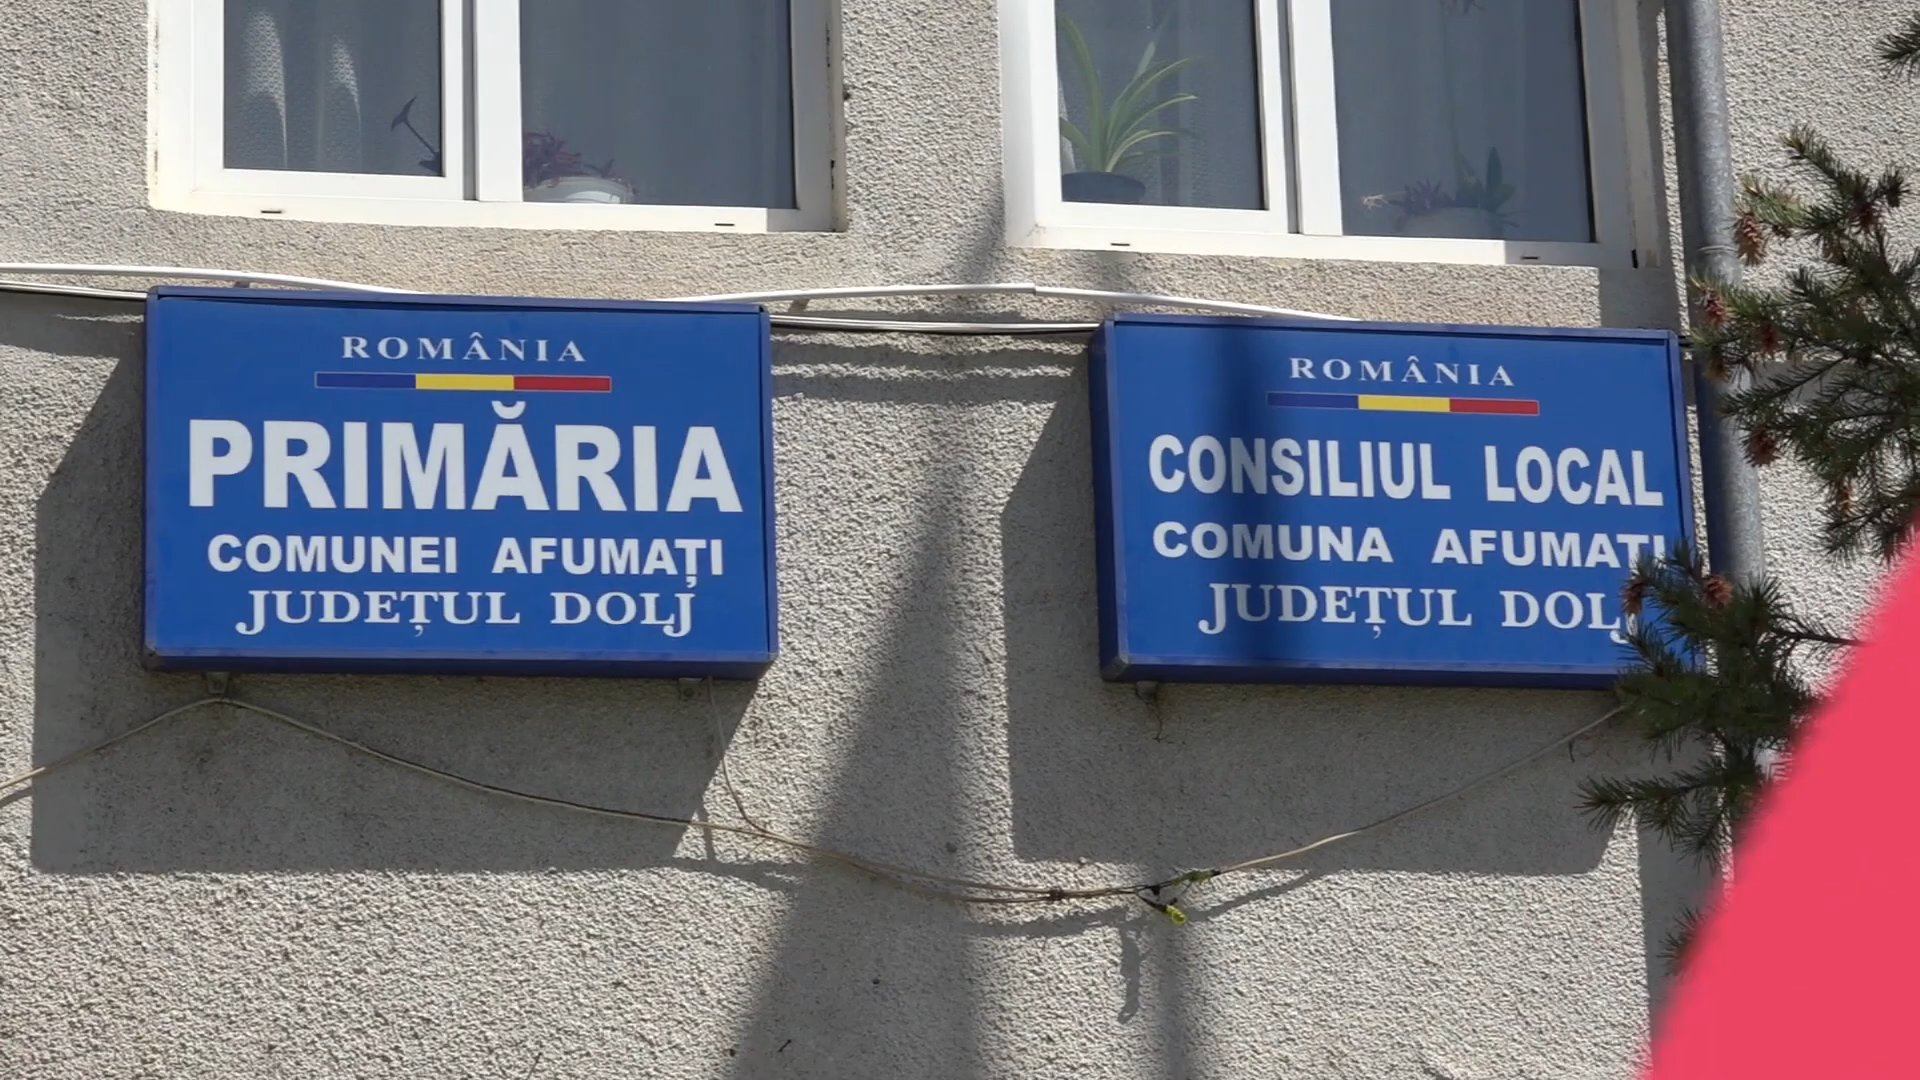 ROMÂNIA
PRIMĂRIA
COMUNEI AFUMAȚI
JUDEȚUL DOLJ
ROMÂNIA
CONSILIUL LOCAL
COMUNA AFUMAȚI
JUDEȚUL DOLJ